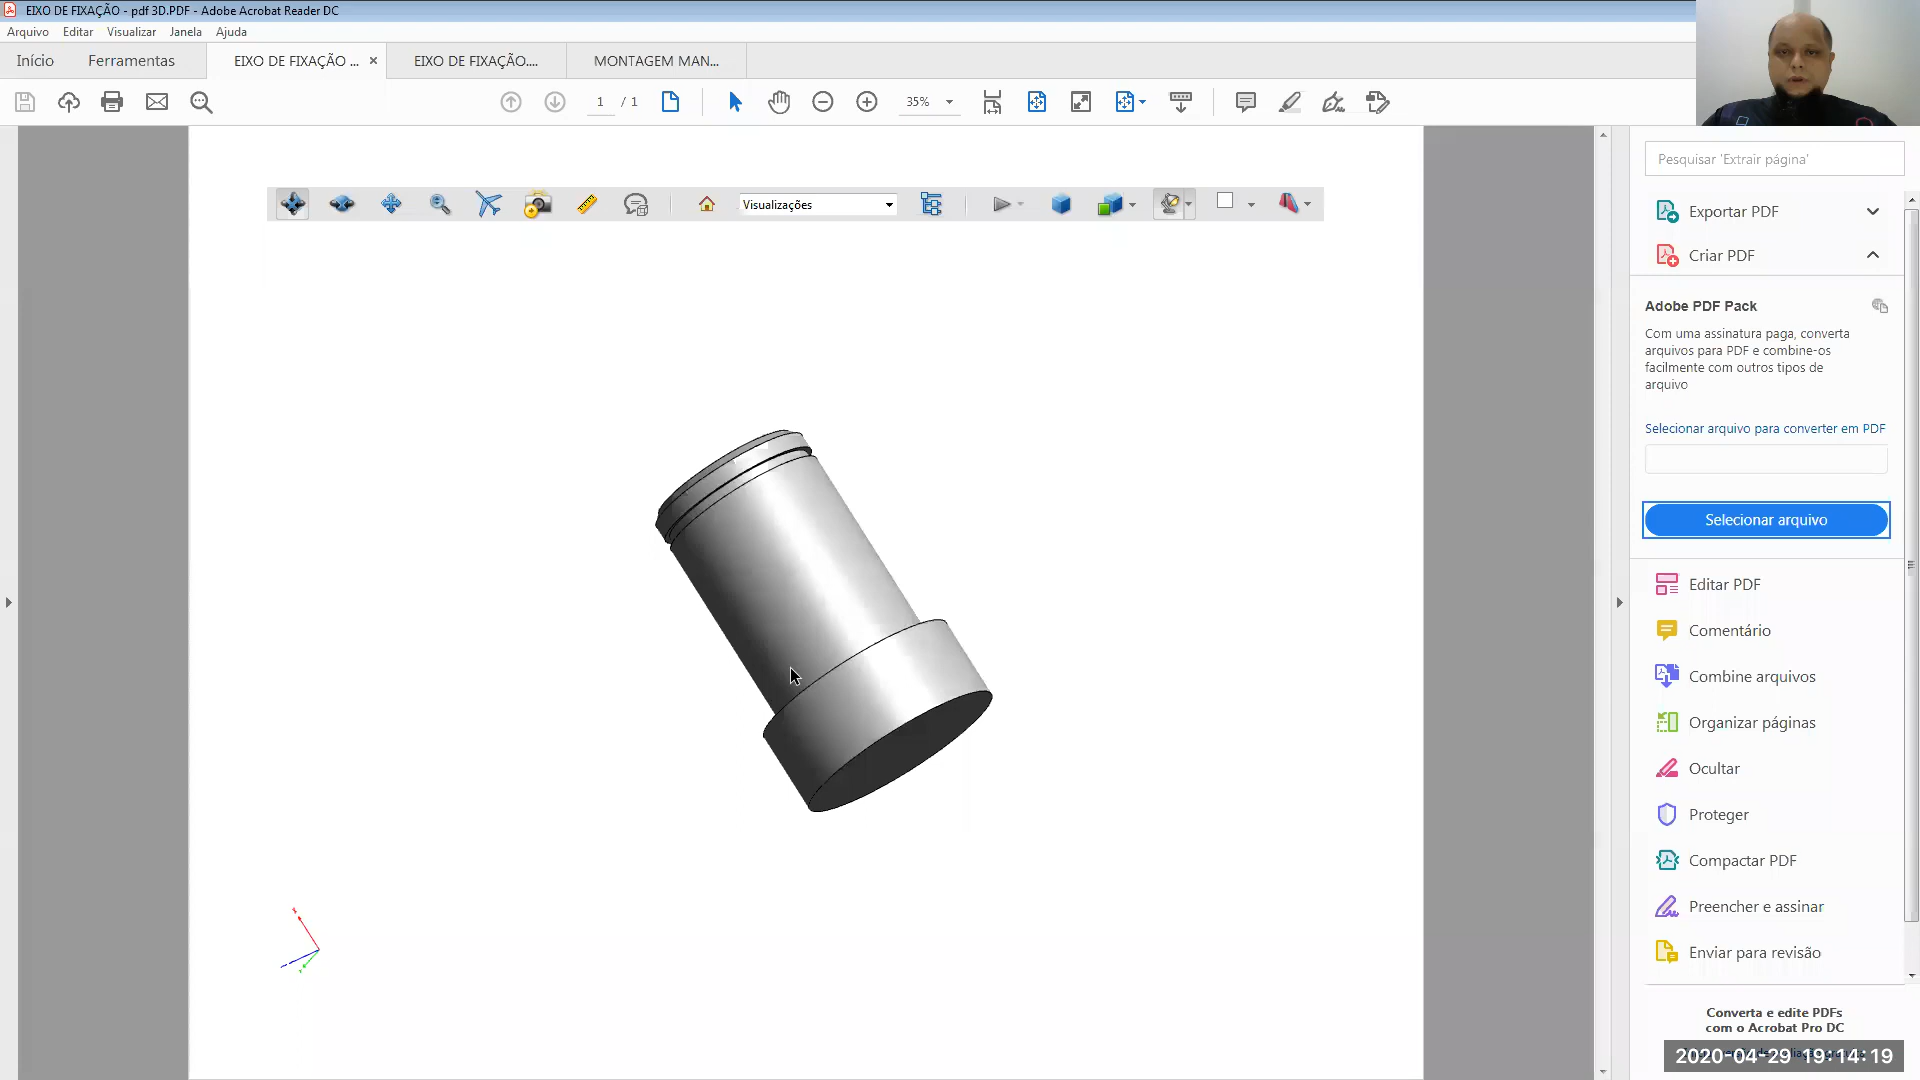 EIXO DE FIXAÇÃO - pdf 3D.PDF - Adobe Acrobat Reader DC
Arquivo Editar Visualizar Janela Ajuda
Início Ferramentas EIXO DE FIXAÇÃO ... × EIXO DE FIXAÇÃO.... MONTAGEM MAN...
1 / 1 35%
Pesquisar 'Extrair página'
Visualizações
Exportar PDF
Criar PDF
Adobe PDF Pack
Com uma assinatura paga, converta
arquivos para PDF e combine-os
facilmente com outros tipos de
arquivo
Selecionar arquivo para converter em PDF
Selecionar arquivo
Editar PDF
Comentário
Combine arquivos
Organizar páginas
Ocultar
Proteger
Compactar PDF
Preencher e assinar
Enviar para revisão
Converta e edite PDFs
com o Acrobat Pro DC
2020-04-29 19:14:19